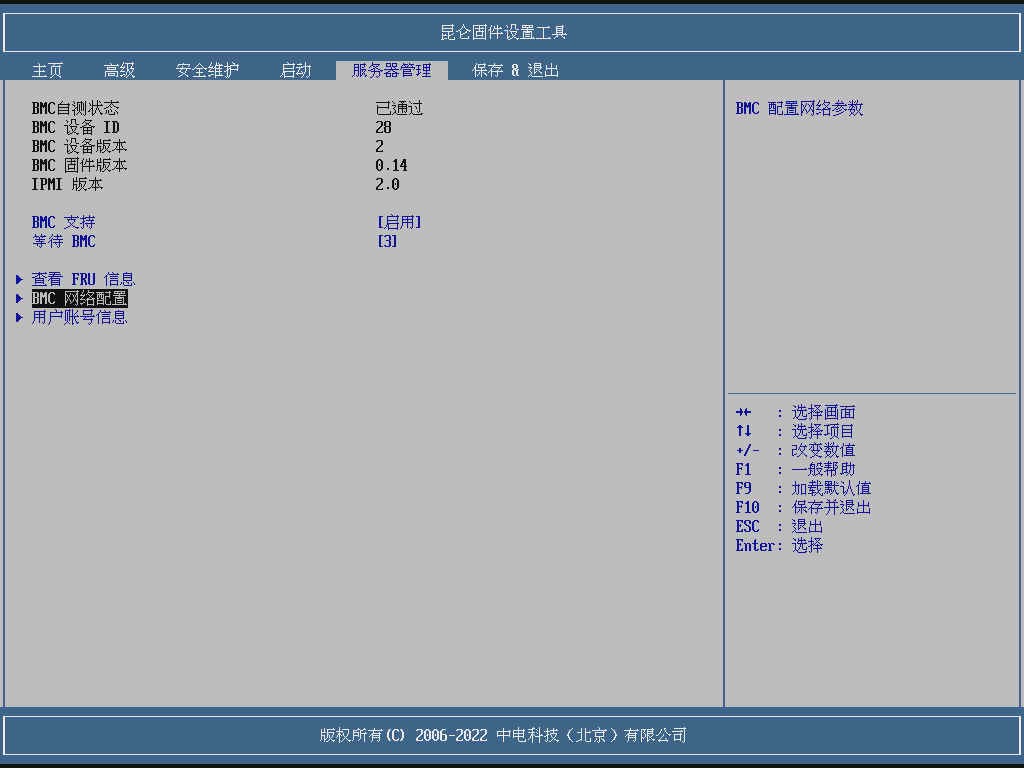 昆仑固件设置工具
主页 高级 安全维护 启动 服务器管理 保存 & 退出
BMC自测状态 已通过
BMC 设备 ID 28
BMC 设备版本 2
BMC 固件版本 0.14
IPMI 版本 2.0
BMC 支持 [启用]
等待 BMC [3]
查看 FRU 信息
BMC 网络配置
用户账号信息
BMC 配置网络参数
→← : 选择画面
↑↓ : 选择项目
+/- : 改变数值
F1 : 一般帮助
F9 : 加载默认值
F10 : 保存并退出
ESC : 退出
Enter: 选择
版权所有(C) 2006-2022 中电科技（北京）有限公司